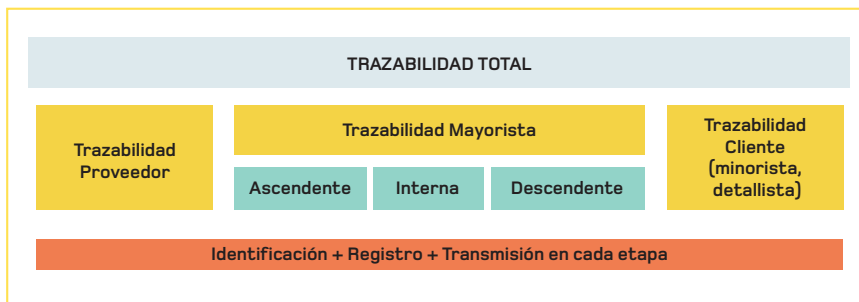 TRAZABILIDAD TOTAL
Trazabilidad
Proveedor
Trazabilidad Mayorista
Ascendente
Interna
Descendente
Trazabilidad
Cliente
(minorista,
detallista)
Identificación + Registro + Transmisión en cada etapa